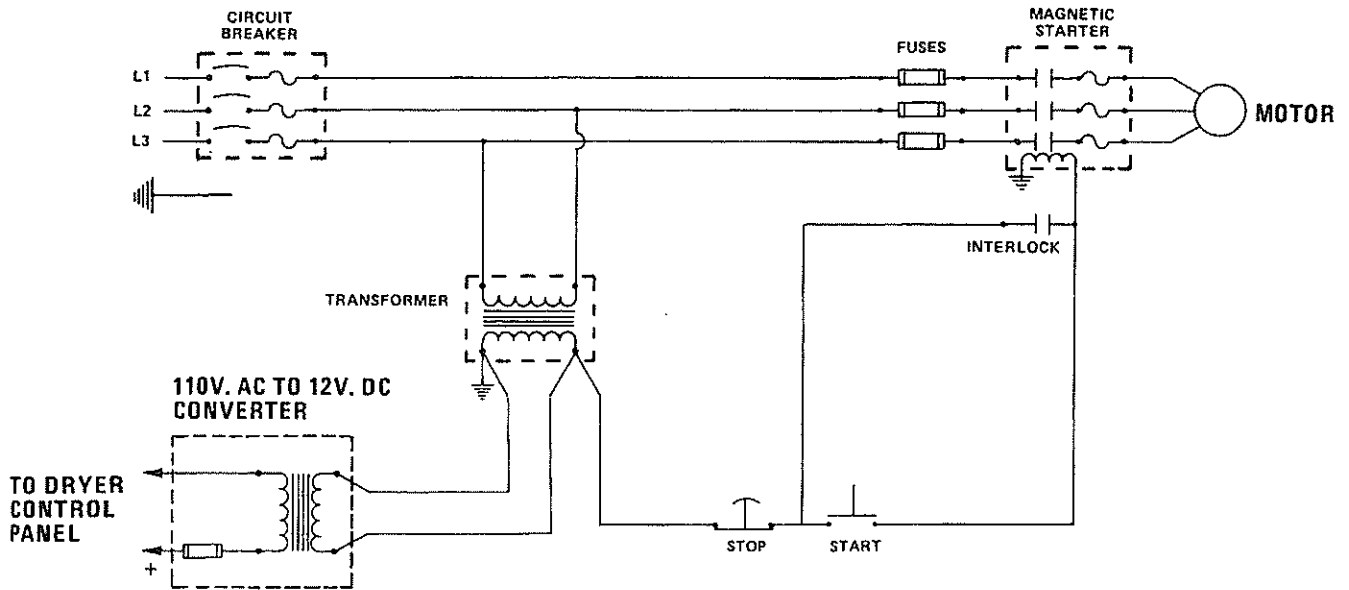 CIRCUIT
BREAKER
MAGNETIC
STARTER
FUSES
L1
L2
L3
MOTOR
INTERLOCK
TRANSFORMER
110V. AC TO 12V. DC
CONVERTER
TO DRYER
CONTROL
PANEL
+
STOP
START